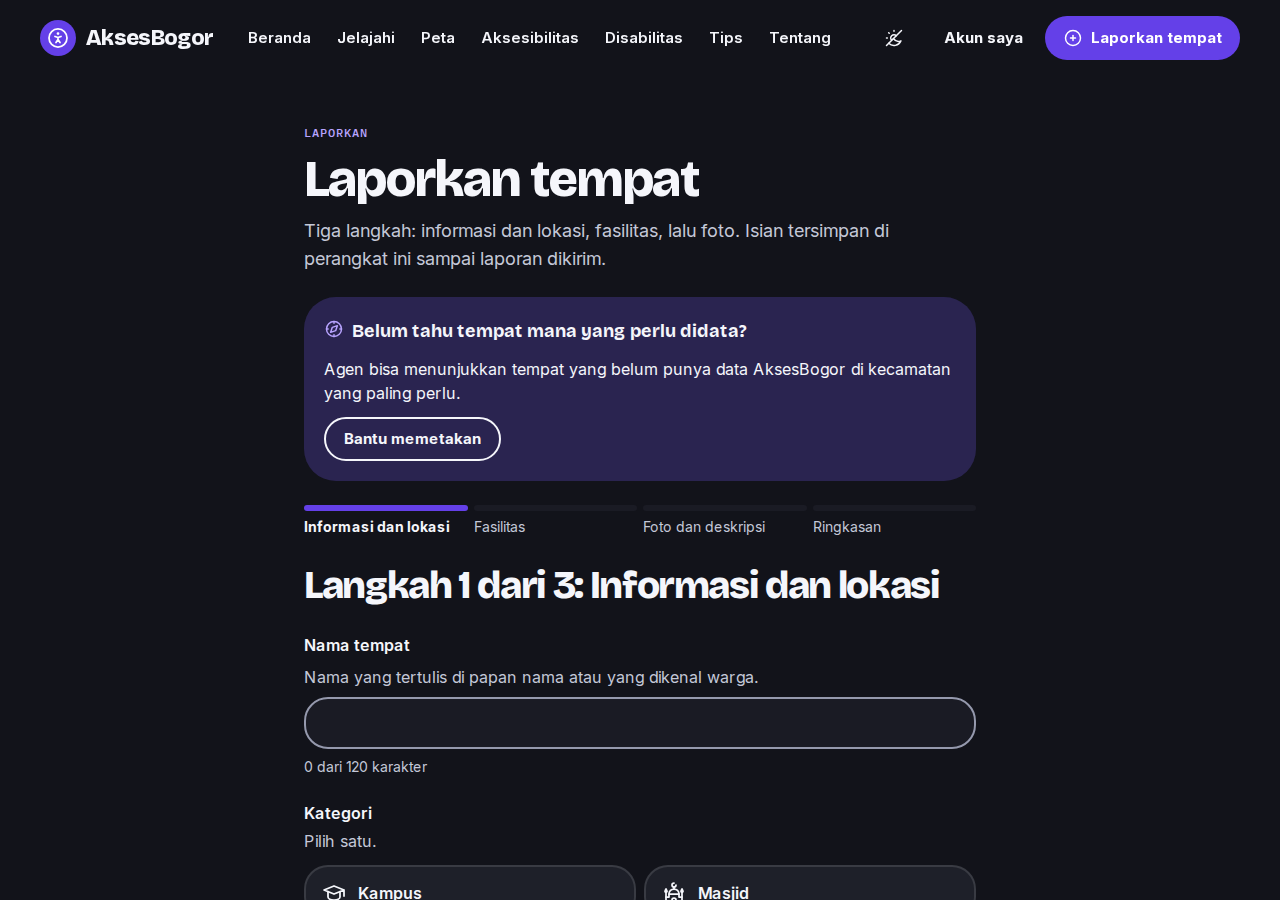 AksesBogor
Beranda
Jelajahi
Peta
Aksesibilitas
Disabilitas
Tips
Tentang
Akun saya
Laporkan tempat
LAPORKAN
Laporkan tempat
Tiga langkah: informasi dan lokasi, fasilitas, lalu foto. Isian tersimpan di
perangkat ini sampai laporan dikirim.
Belum tahu tempat mana yang perlu didata?
Agen bisa menunjukkan tempat yang belum punya data AksesBogor di kecamatan
yang paling perlu.
Bantu memetakan
Informasi dan lokasi
Fasilitas
Foto dan deskripsi
Ringkasan
Langkah 1 dari 3: Informasi dan lokasi
Nama tempat
Nama yang tertulis di papan nama atau yang dikenal warga.
0 dari 120 karakter
Kategori
Pilih satu.
Kampus
Masjid